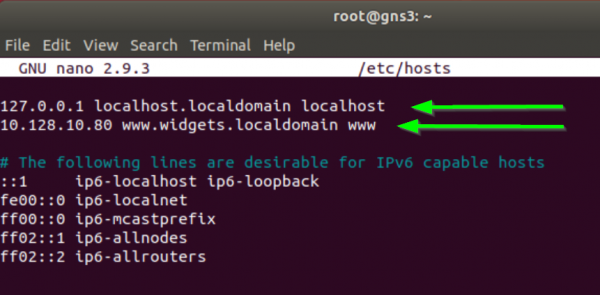 root@gns3: ~
File Edit View Search Terminal Help
GNU nano 2.9.3 /etc/hosts
127.0.0.1 localhost.localdomain localhost
10.128.10.80 www.widgets.localdomain www
# The following lines are desirable for IPv6 capable hosts
::1 ip6-localhost ip6-loopback
fe00::0 ip6-localnet
ff00::0 ip6-mcastprefix
ff02::1 ip6-allnodes
ff02::2 ip6-allrouters